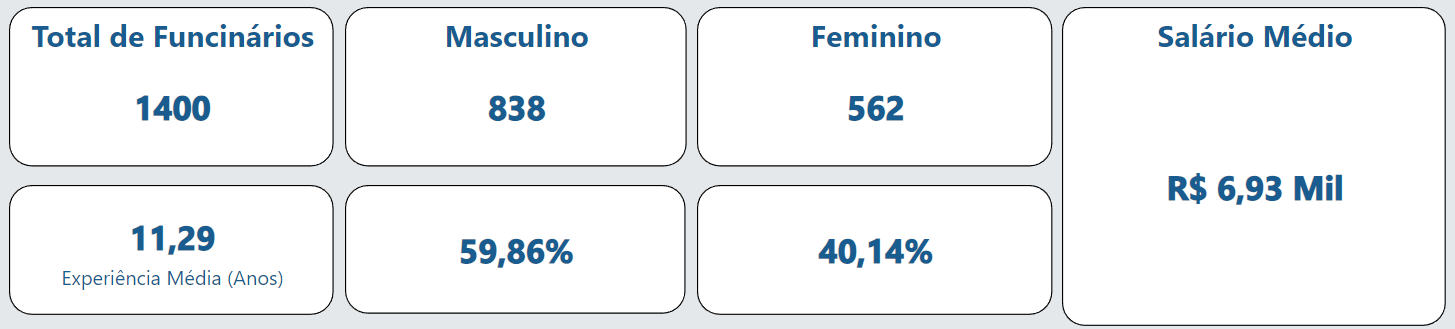 Total de Funcinários
1400
Masculino
838
Feminino
562
Salário Médio
R$ 6,93 Mil
11,29
Experiência Média (Anos)
59,86%
40,14%